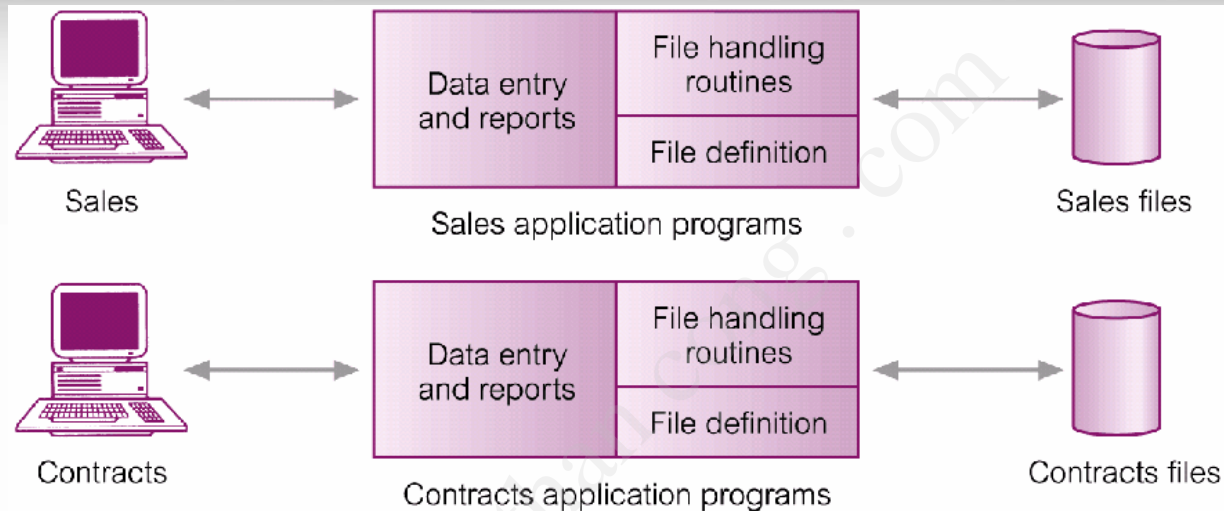 Data entry
and reports
File handling
routines
File definition
Sales
Sales application programs
Sales files
Data entry
and reports
File handling
routines
File definition
Contracts
Contracts application programs
Contracts files